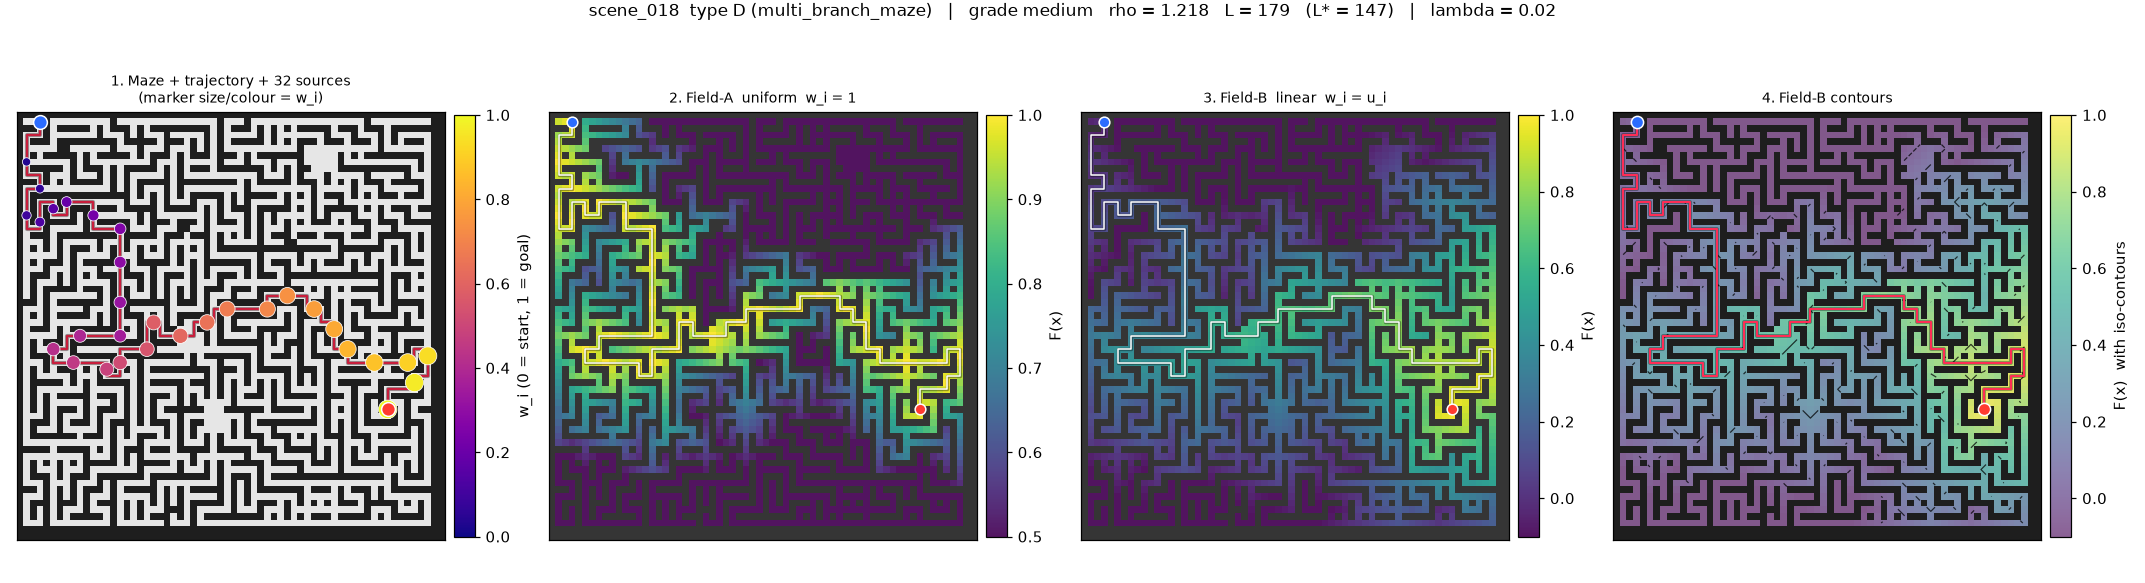 scene_018  type D (multi_branch_maze)   |   grade medium   rho = 1.218   L = 179   (L* = 147)   |   lambda = 0.02
1. Maze + trajectory + 32 sources
(marker size/colour = w_i)
1.0
0.8
0.6
0.4
0.2
0.0
w_i (0 = start, 1 = goal)
2. Field-A  uniform  w_i = 1
1.0
0.9
0.8
0.7
0.6
0.5
F(x)
3. Field-B  linear  w_i = u_i
1.0
0.8
0.6
0.4
0.2
0.0
F(x)
4. Field-B contours
1.0
0.8
0.6
0.4
0.2
0.0
F(x)   with iso-contours